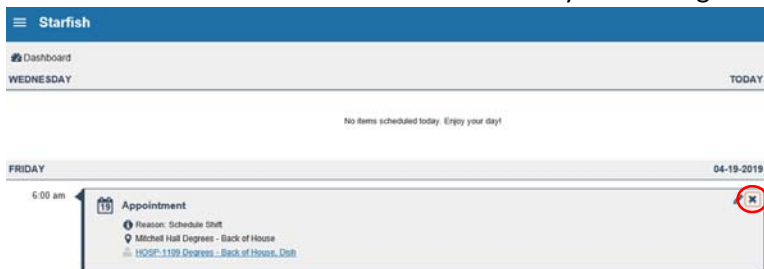 Starfish
Dashboard
WEDNESDAY TODAY
No items scheduled today. Enjoy your day!
FRIDAY 04-19-2019
6:00 am
19 Appointment
Reason: Schedule Shift
Mitchell Hall Degrees - Back of House
HOSP-1109 Degrees - Back of House, Dish